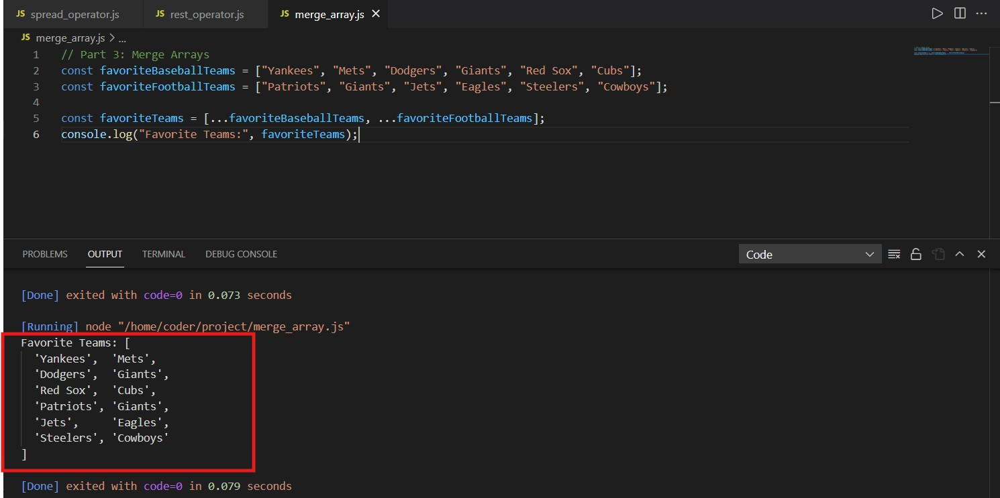 JS spread_operator.js JS rest_operator.js JS merge_array.js
JS merge_array.js > ...
1 // Part 3: Merge Arrays
2 const favoriteBaseballTeams = ["Yankees", "Mets", "Dodgers", "Giants", "Red Sox", "Cubs"];
3 const favoriteFootballTeams = ["Patriots", "Giants", "Jets", "Eagles", "Steelers", "Cowboys"];
4
5 const favoriteTeams = [...favoriteBaseballTeams, ...favoriteFootballTeams];
6 console.log("Favorite Teams:", favoriteTeams);
PROBLEMS OUTPUT TERMINAL DEBUG CONSOLE Code
[Done] exited with code=0 in 0.073 seconds
[Running] node "/home/coder/project/merge_array.js"
Favorite Teams: [
  'Yankees',  'Mets',
  'Dodgers',  'Giants',
  'Red Sox',  'Cubs',
  'Patriots', 'Giants',
  'Jets',     'Eagles',
  'Steelers', 'Cowboys'
]
[Done] exited with code=0 in 0.079 seconds